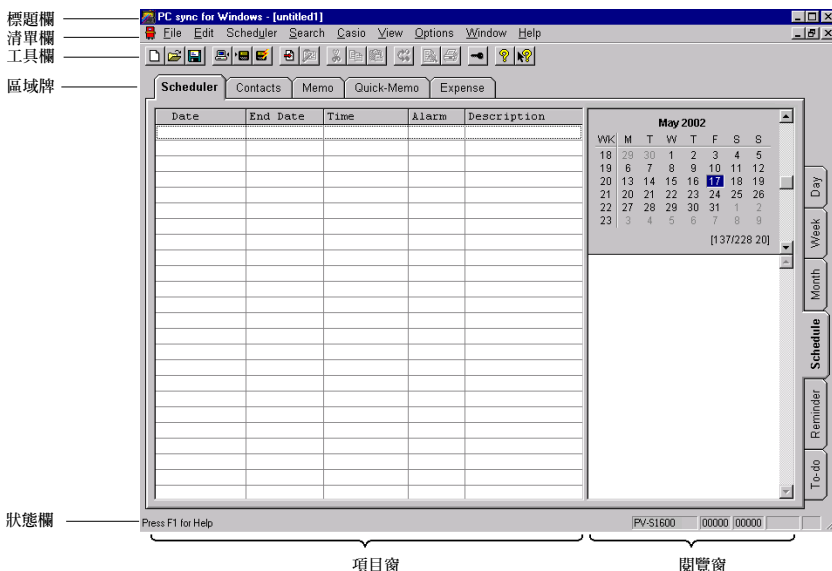 標題欄
PC sync for Windows - [untitled1]
清單欄
File Edit Scheduler Search Casio View Options Window Help
工具欄
區域牌
Scheduler Contacts Memo Quick-Memo Expense
Date End Date Time Alarm Description
May 2002
WK M T W T F S S
18 29 30 1 2 3 4 5
19 6 7 8 9 10 11 12
20 13 14 15 16 17 18 19
21 20 21 22 23 24 25 26
22 27 28 29 30 31 1 2
23 3 4 5 6 7 8 9
[137/228 20]
Day
Week
Month
Schedule
Reminder
To-do
狀態欄
Press F1 for Help
PV-S1600 00000 00000
項目窗
閱覽窗